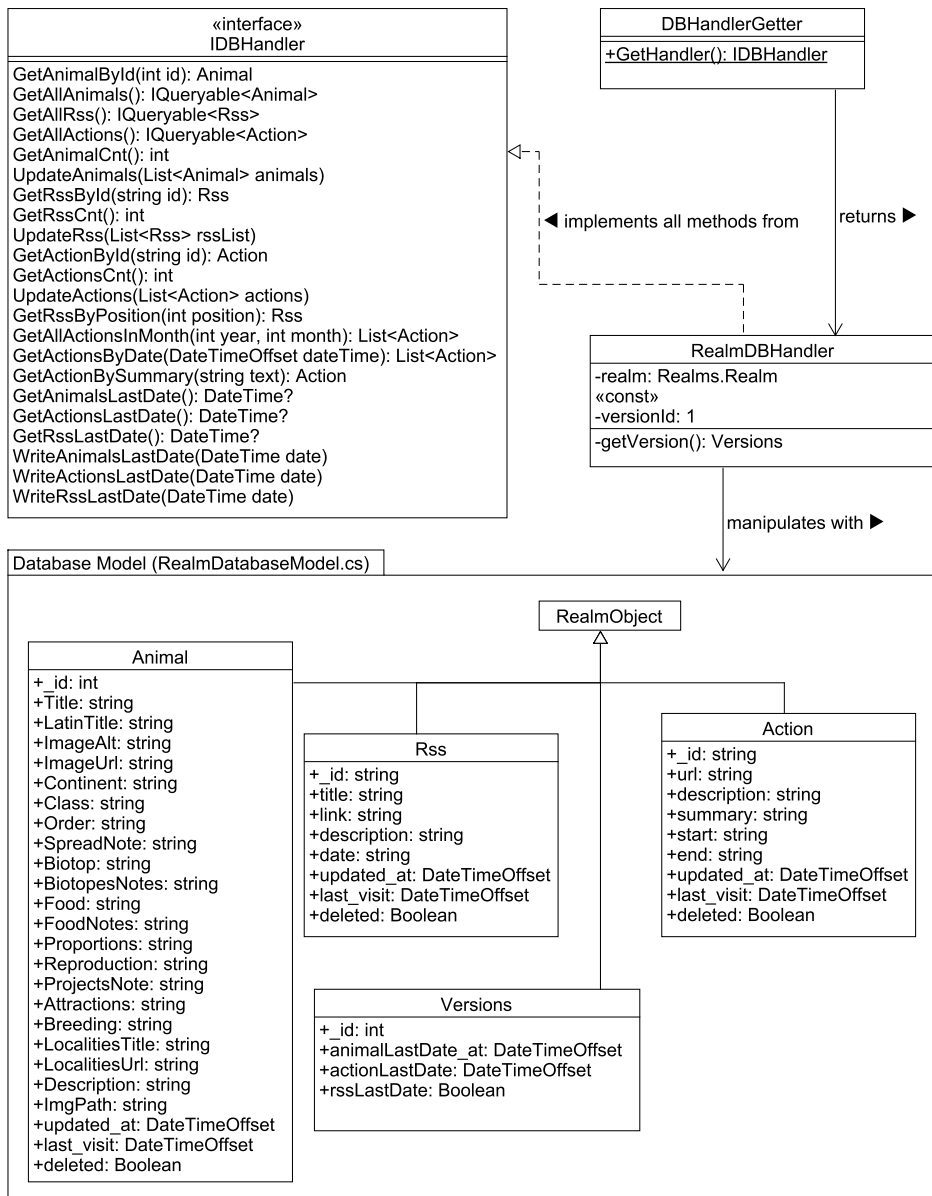 «interface»
IDBHandler
GetAnimalById(int id): Animal
GetAllAnimals(): IQueryable<Animal>
GetAllRss(): IQueryable<Rss>
GetAllActions(): IQueryable<Action>
GetAnimalCnt(): int
UpdateAnimals(List<Animal> animals)
GetRssById(string id): Rss
GetRssCnt(): int
UpdateRss(List<Rss> rssList)
GetActionById(string id): Action
GetActionsCnt(): int
UpdateActions(List<Action> actions)
GetRssByPosition(int position): Rss
GetAllActionsInMonth(int year, int month): List<Action>
GetActionsByDate(DateTimeOffset dateTime): List<Action>
GetActionBySummary(string text): Action
GetAnimalsLastDate(): DateTime?
GetActionsLastDate(): DateTime?
GetRssLastDate(): DateTime?
WriteAnimalsLastDate(DateTime date)
WriteActionsLastDate(DateTime date)
WriteRssLastDate(DateTime date)
DBHandlerGetter
+GetHandler(): IDBHandler
◀ implements all methods from
returns ▶
RealmDBHandler
-realm: Realms.Realm
«const»
-versionId: 1
-getVersion(): Versions
manipulates with ▶
Database Model (RealmDatabaseModel.cs)
RealmObject
Animal
+_id: int
+Title: string
+LatinTitle: string
+ImageAlt: string
+ImageUrl: string
+Continent: string
+Class: string
+Order: string
+SpreadNote: string
+Biotop: string
+BiotopesNotes: string
+Food: string
+FoodNotes: string
+Proportions: string
+Reproduction: string
+ProjectsNote: string
+Attractions: string
+Breeding: string
+LocalitiesTitle: string
+LocalitiesUrl: string
+Description: string
+ImgPath: string
+updated_at: DateTimeOffset
+last_visit: DateTimeOffset
+deleted: Boolean
Rss
+_id: string
+title: string
+link: string
+description: string
+date: string
+updated_at: DateTimeOffset
+last_visit: DateTimeOffset
+deleted: Boolean
Action
+_id: string
+url: string
+description: string
+summary: string
+start: string
+end: string
+updated_at: DateTimeOffset
+last_visit: DateTimeOffset
+deleted: Boolean
Versions
+_id: int
+animalLastDate_at: DateTimeOffset
+actionLastDate: DateTimeOffset
+rssLastDate: Boolean